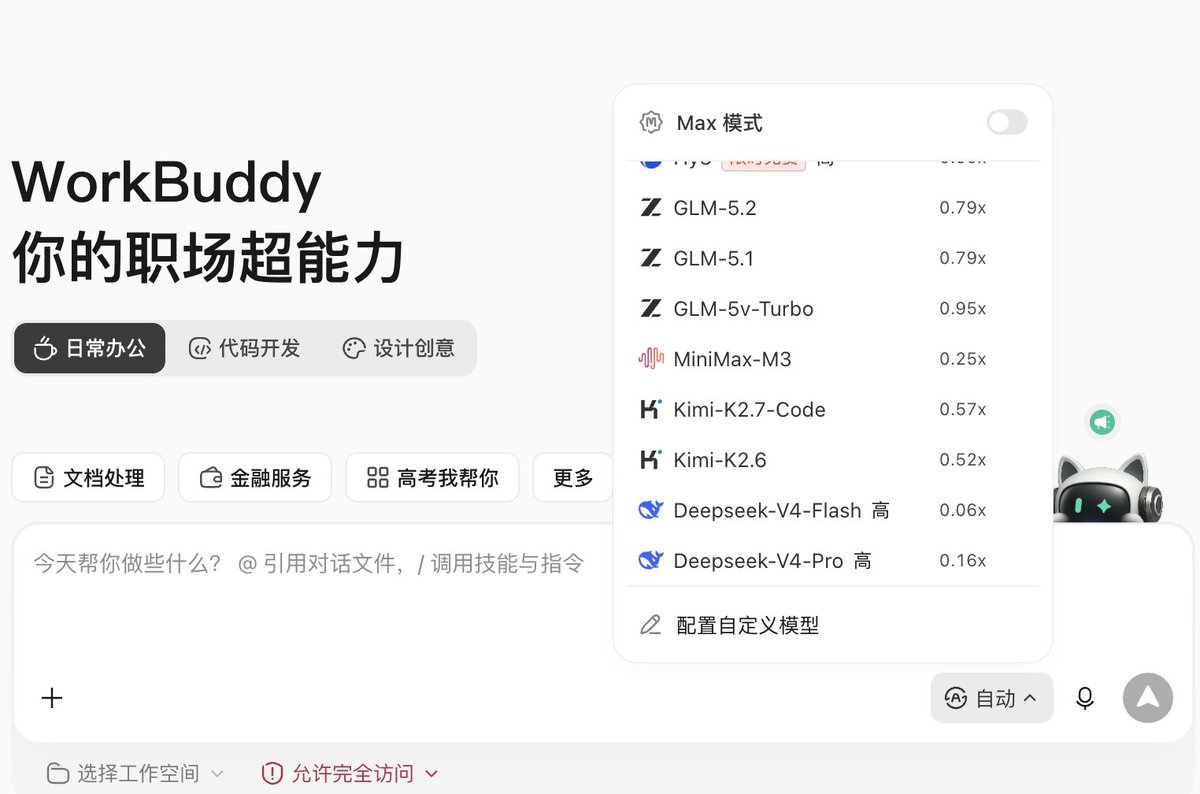 Max 模式
WorkBuddy
你的职场超能力
日常办公 代码开发 设计创意
文档处理 金融服务 高考我帮你 更多
今天帮你做些什么? @ 引用对话文件, / 调用技能与指令
GLM-5.2 0.79x
GLM-5.1 0.79x
GLM-5v-Turbo 0.95x
MiniMax-M3 0.25x
Kimi-K2.7-Code 0.57x
Kimi-K2.6 0.52x
Deepseek-V4-Flash 高 0.06x
Deepseek-V4-Pro 高 0.16x
配置自定义模型
自动
选择工作空间 允许完全访问